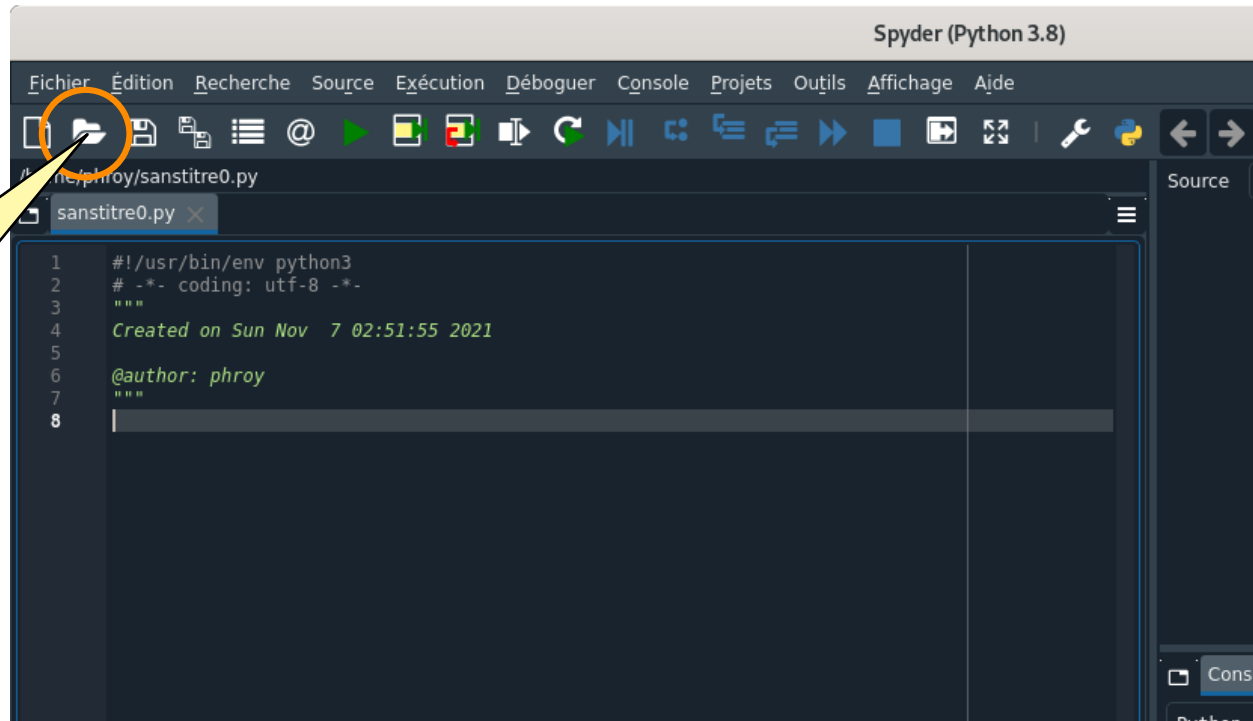 Spyder (Python 3.8)
Fichier Édition Recherche Source Exécution Déboguer Console Projets Outils Affichage Aide
/home/phroy/sanstitre0.py
Source
sanstitre0.py
1 #!/usr/bin/env python3
2 # -*- coding: utf-8 -*-
3 """
4 Created on Sun Nov  7 02:51:55 2021
5
6 @author: phroy
7 """
8
Cons